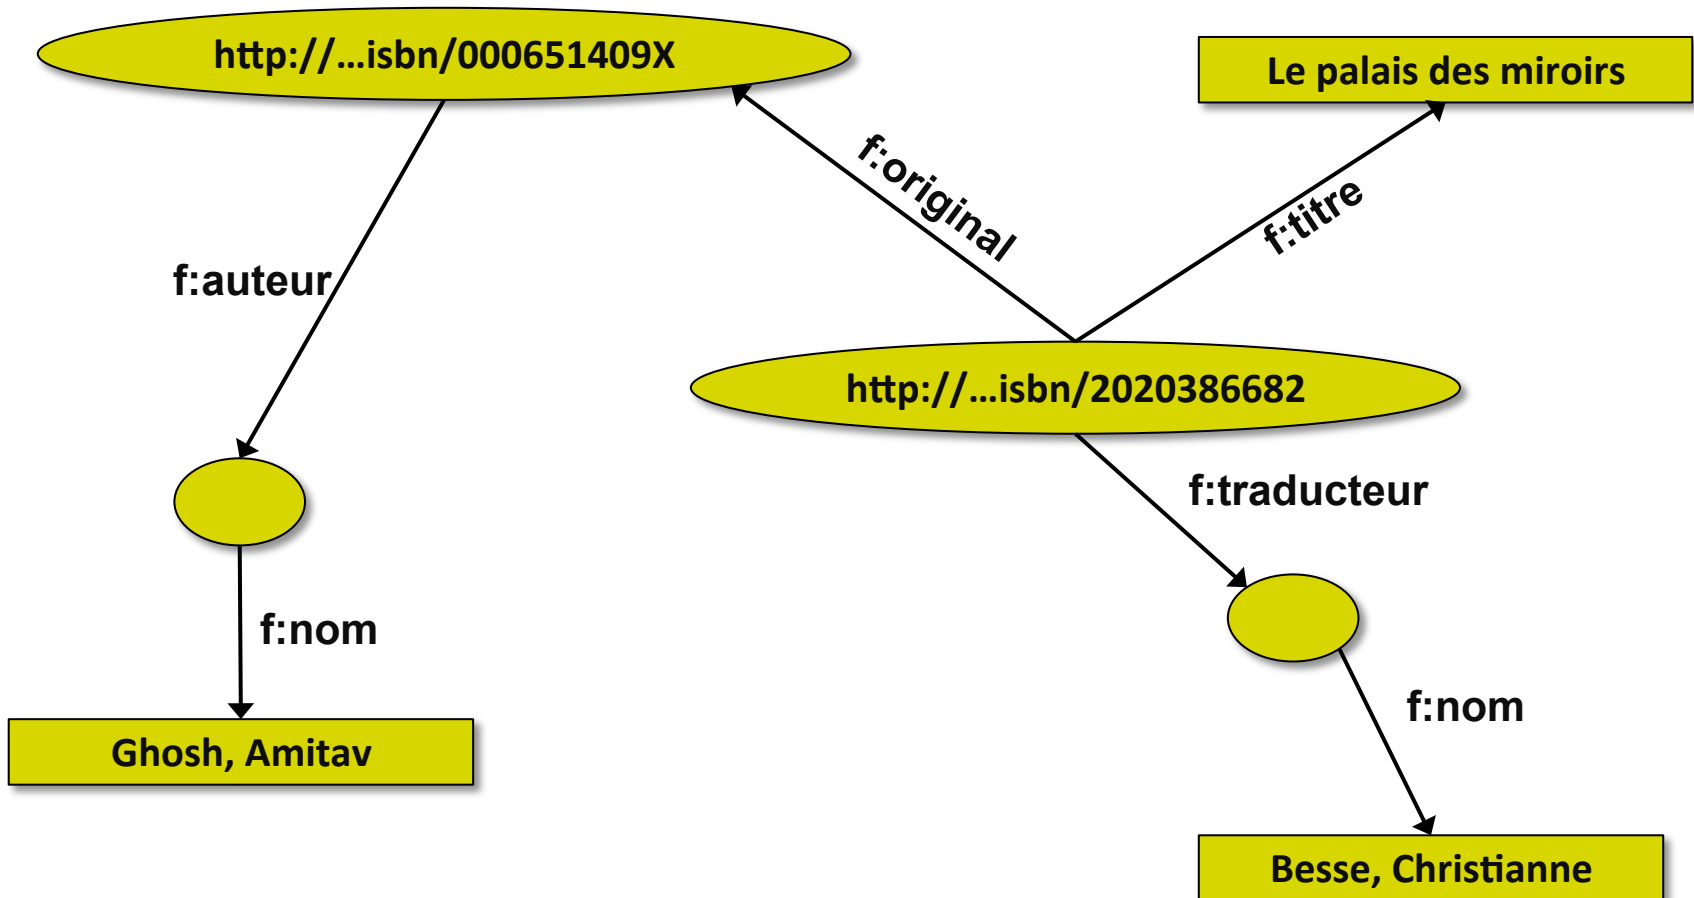 http://...isbn/000651409X
Le palais des miroirs
f:original
f:titre
f:auteur
http://...isbn/2020386682
f:traducteur
f:nom
f:nom
Ghosh, Amitav
Besse, Christianne